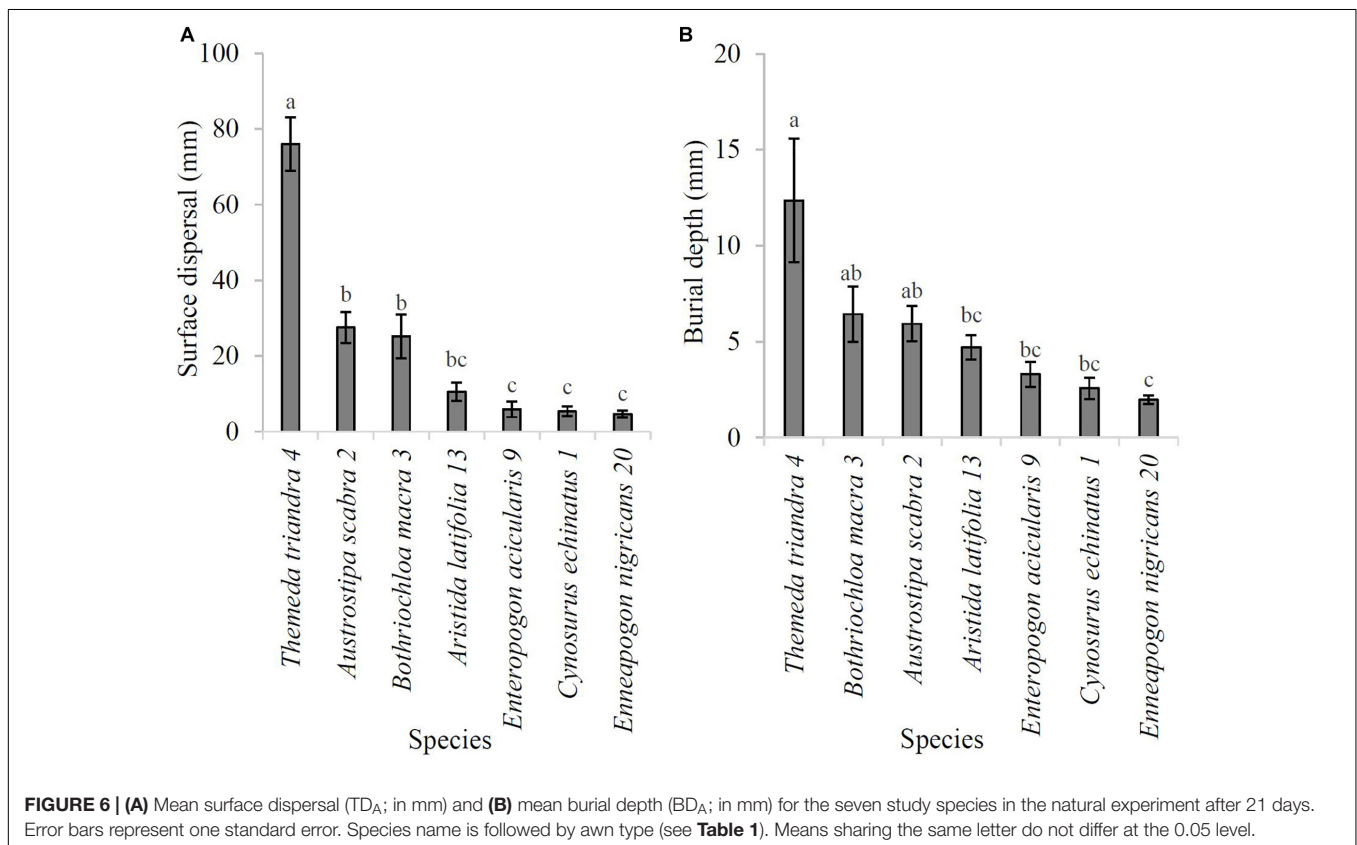 A
100
80
60
40
20
0
Surface dispersal (mm)
a
b
b
bc
c
c
c
Themeda triandra 4
Austrostipa scabra 2
Bothriochloa macra 3
Aristida latifolia 13
Enteropogon acicularis 9
Cynosurus echinatus 1
Enneapogon nigricans 20
Species
B
20
15
10
5
0
Burial depth (mm)
a
ab
ab
bc
bc
bc
c
Themeda triandra 4
Bothriochloa macra 3
Austrostipa scabra 2
Aristida latifolia 13
Enteropogon acicularis 9
Cynosurus echinatus 1
Enneapogon nigricans 20
Species
FIGURE 6 | (A) Mean surface dispersal (TDA; in mm) and (B) mean burial depth (BDA; in mm) for the seven study species in the natural experiment after 21 days.
Error bars represent one standard error. Species name is followed by awn type (see Table 1). Means sharing the same letter do not differ at the 0.05 level.